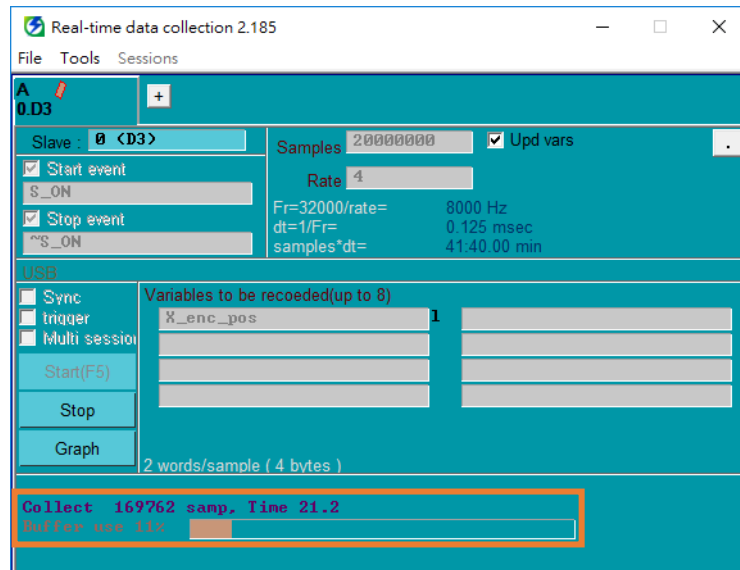 Real-time data collection 2.185
File Tools Sessions
A
0.D3
+
Slave : 0 (D3)
Start event
S_ON
Stop event
~S_ON
Samples 20000000
Upd vars
.
Rate 4
Fr=32000/rate= 8000 Hz
dt=1/Fr= 0.125 msec
samples*dt= 41:40.00 min
USB
Sync
trigger
Multi session
Start(F5)
Stop
Graph
Variables to be recoeded(up to 8)
X_enc_pos 1
2 words/sample ( 4 bytes )
Collect 169762 samp, Time 21.2
Buffer use 11%